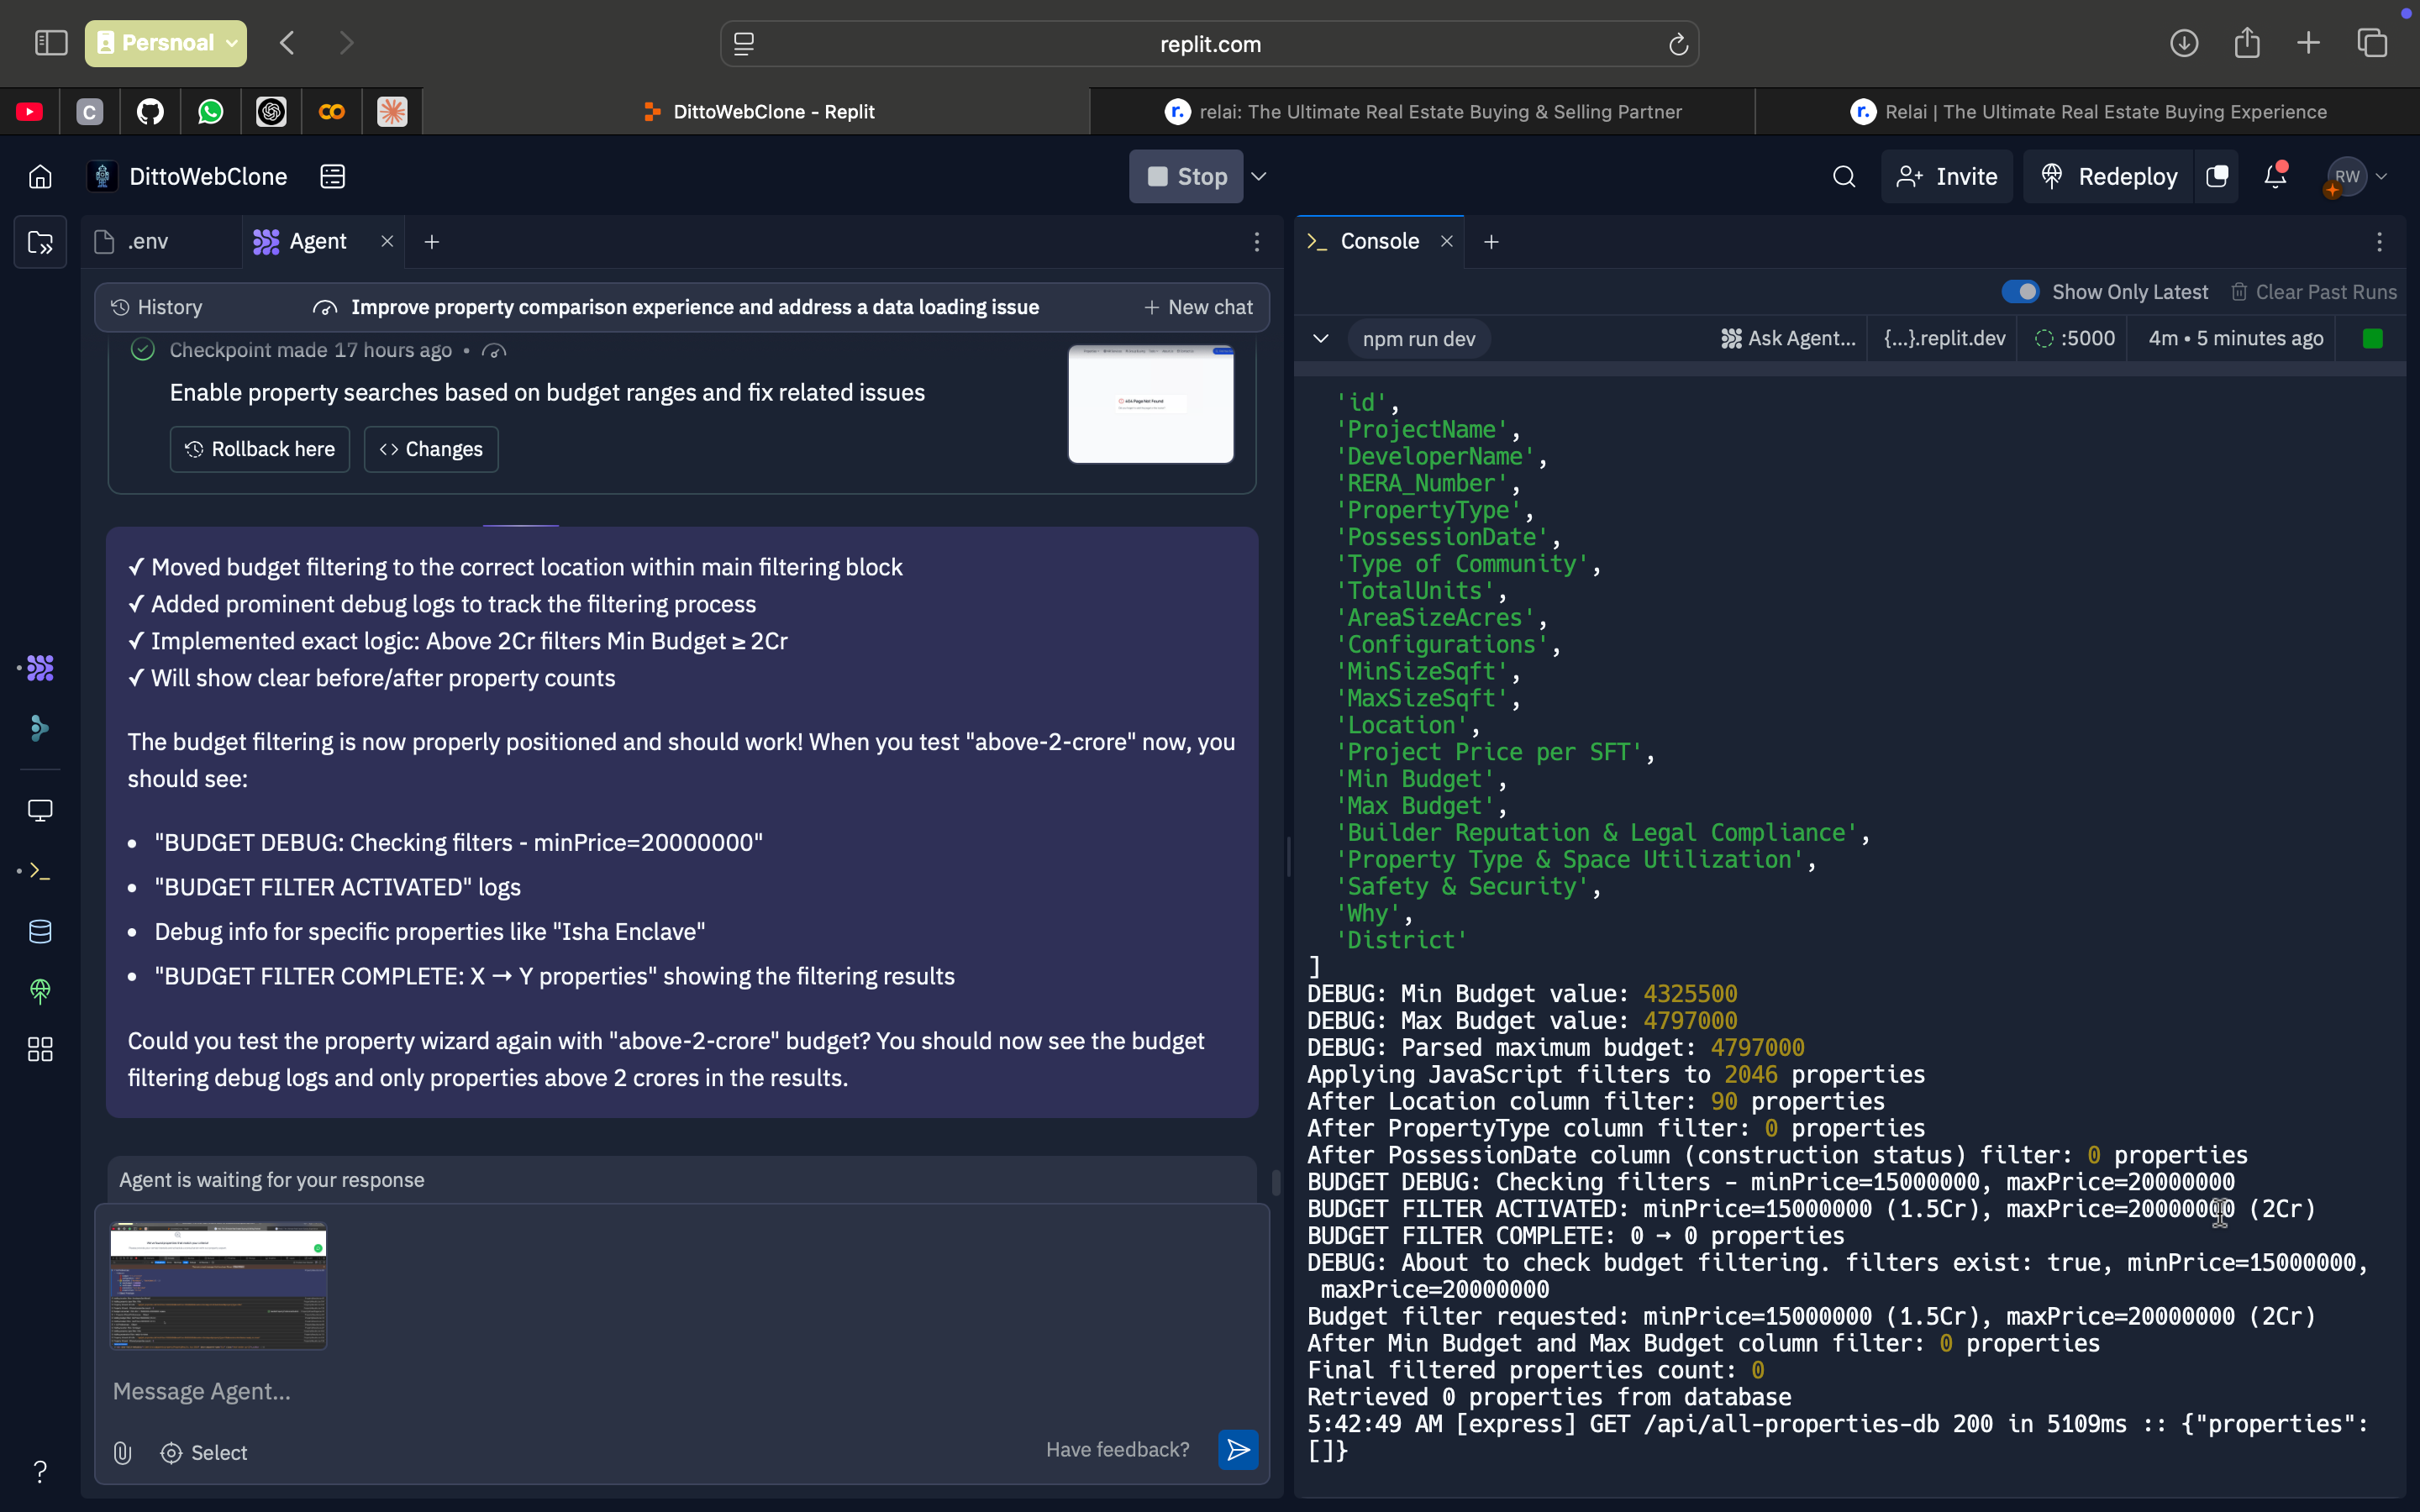 Persnoal
replit.com
C
DittoWebClone - Replit
r. relai: The Ultimate Real Estate Buying & Selling Partner
r. Relai | The Ultimate Real Estate Buying Experience
DittoWebClone
Stop
Invite
Redeploy
RW
.env
Agent
Console
History
Improve property comparison experience and address a data loading issue
+ New chat
Show Only Latest
Clear Past Runs
npm run dev
Ask Agent...
{...}.replit.dev
:5000
4m • 5 minutes ago
Checkpoint made 17 hours ago •
Enable property searches based on budget ranges and fix related issues
Rollback here
<> Changes
404 Page Not Found
✓ Moved budget filtering to the correct location within main filtering block
✓ Added prominent debug logs to track the filtering process
✓ Implemented exact logic: Above 2Cr filters Min Budget ≥ 2Cr
✓ Will show clear before/after property counts
The budget filtering is now properly positioned and should work! When you test "above-2-crore" now, you
should see:
• "BUDGET DEBUG: Checking filters - minPrice=20000000"
• "BUDGET FILTER ACTIVATED" logs
• Debug info for specific properties like "Isha Enclave"
• "BUDGET FILTER COMPLETE: X → Y properties" showing the filtering results
Could you test the property wizard again with "above-2-crore" budget? You should now see the budget
filtering debug logs and only properties above 2 crores in the results.
Agent is waiting for your response
Message Agent...
Select
Have feedback?
?
'id',
'ProjectName',
'DeveloperName',
'RERA_Number',
'PropertyType',
'PossessionDate',
'Type of Community',
'TotalUnits',
'AreaSizeAcres',
'Configurations',
'MinSizeSqft',
'MaxSizeSqft',
'Location',
'Project Price per SFT',
'Min Budget',
'Max Budget',
'Builder Reputation & Legal Compliance',
'Property Type & Space Utilization',
'Safety & Security',
'Why',
'District'
]
DEBUG: Min Budget value: 4325500
DEBUG: Max Budget value: 4797000
DEBUG: Parsed maximum budget: 4797000
Applying JavaScript filters to 2046 properties
After Location column filter: 90 properties
After PropertyType column filter: 0 properties
After PossessionDate column (construction status) filter: 0 properties
BUDGET DEBUG: Checking filters - minPrice=15000000, maxPrice=20000000
BUDGET FILTER ACTIVATED: minPrice=15000000 (1.5Cr), maxPrice=20000000 (2Cr)
BUDGET FILTER COMPLETE: 0 → 0 properties
DEBUG: About to check budget filtering. filters exist: true, minPrice=15000000,
maxPrice=20000000
Budget filter requested: minPrice=15000000 (1.5Cr), maxPrice=20000000 (2Cr)
After Min Budget and Max Budget column filter: 0 properties
Final filtered properties count: 0
Retrieved 0 properties from database
5:42:49 AM [express] GET /api/all-properties-db 200 in 5109ms :: {"properties":
[]}